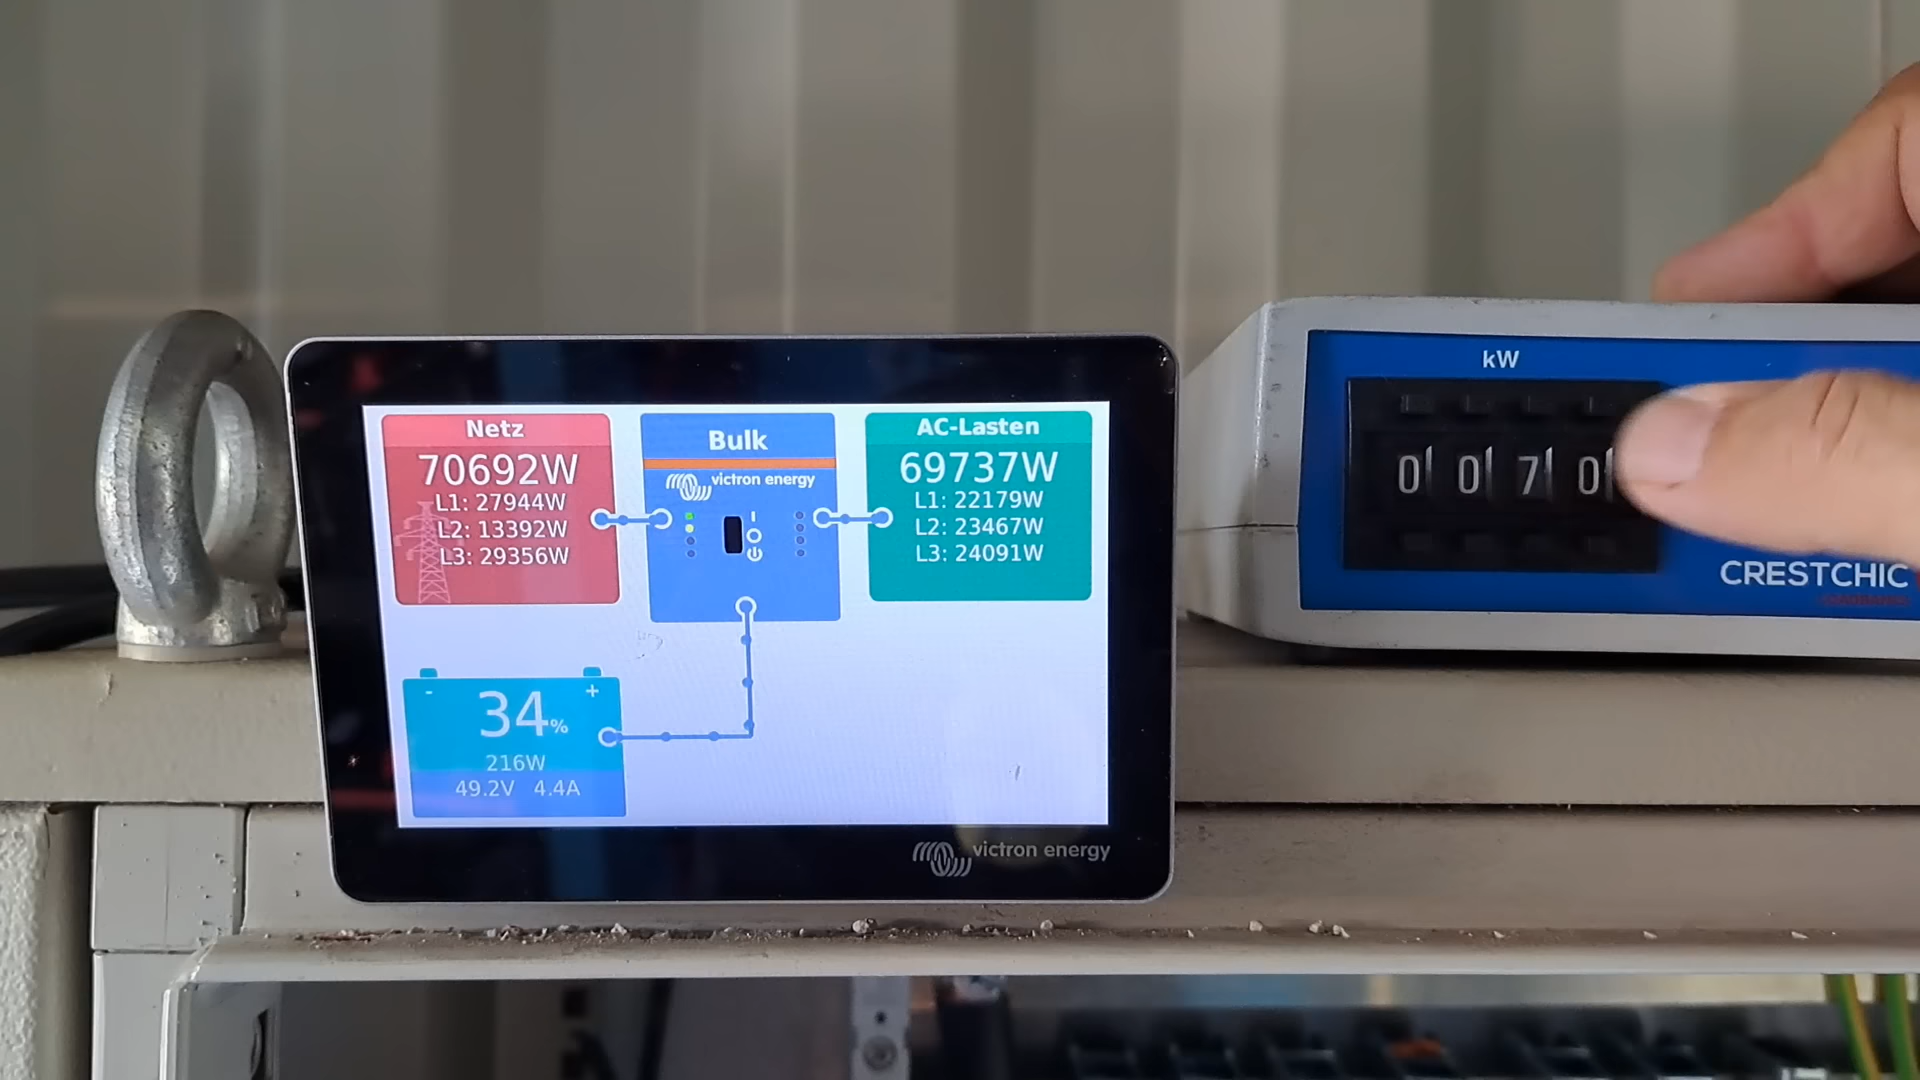 Netz
70692W
L1: 27944W
L2: 13392W
L3: 29356W
Bulk
victron energy
AC-Lasten
69737W
L1: 22179W
L2: 23467W
L3: 24091W
- +
34%
216W
49.2V 4.4A
victron energy
kW
0 0 7 0
CRESTCHIC